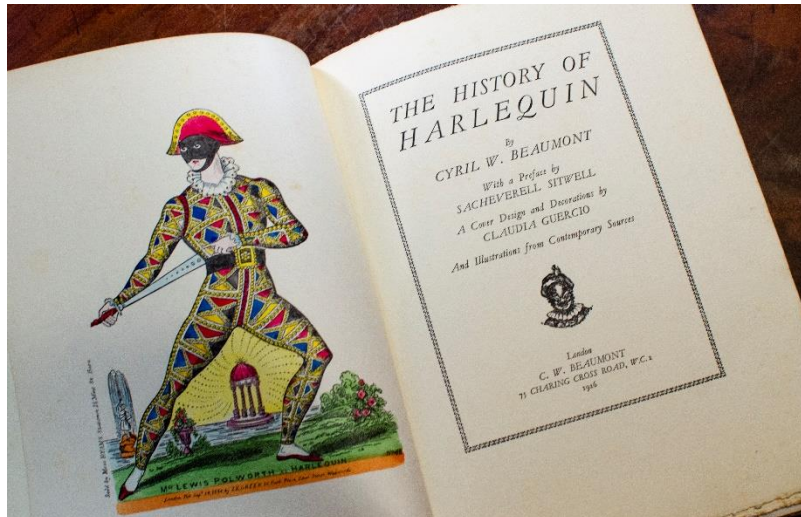 Mr LEWIS POLWORTH as HARLEQUIN
THE HISTORY OF
HARLEQUIN
By
CYRIL W. BEAUMONT
With a Preface by
SACHEVERELL SITWELL
A Cover Design and Decorations by
CLAUDIA GUERCIO
And Illustrations from Contemporary Sources
London
C. W. BEAUMONT
75 CHARING CROSS ROAD, W.C.2
1926